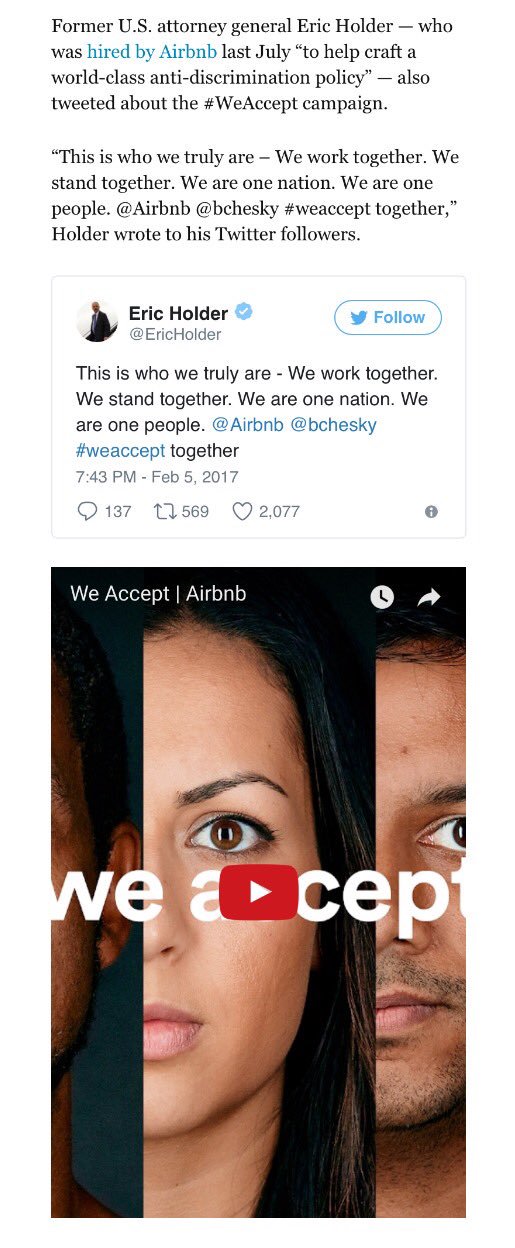 Former U.S. attorney general Eric Holder — who
was hired by Airbnb last July “to help craft a
world-class anti-discrimination policy” — also
tweeted about the #WeAccept campaign.
“This is who we truly are – We work together. We
stand together. We are one nation. We are one
people. @Airbnb @bchesky #weaccept together,”
Holder wrote to his Twitter followers.
Eric Holder
@EricHolder
Follow
This is who we truly are - We work together.
We stand together. We are one nation. We
are one people. @Airbnb @bchesky
#weaccept together
7:43 PM - Feb 5, 2017
137 569 2,077
We Accept | Airbnb
we accept